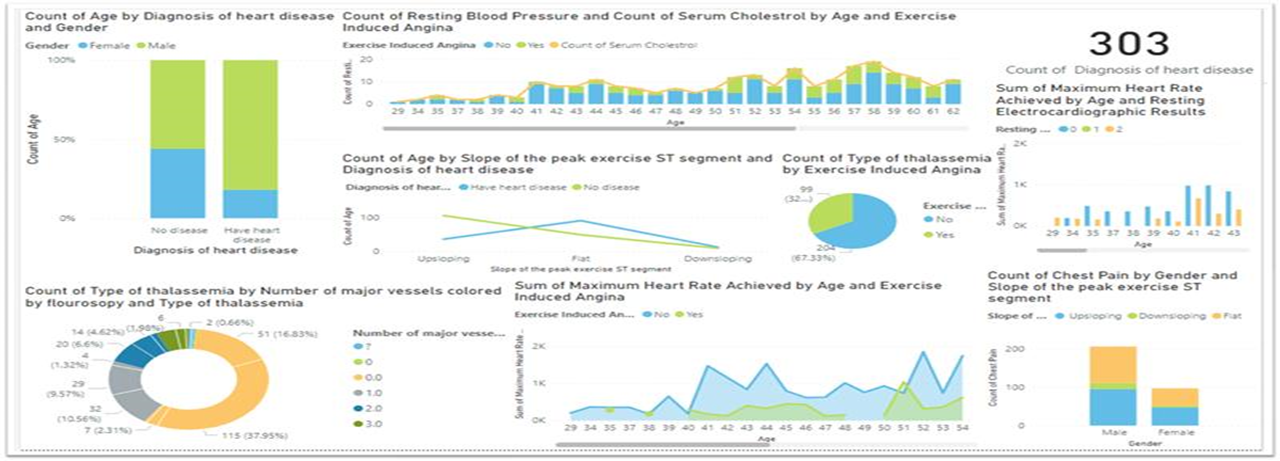 Count of Age by Diagnosis of heart disease
and Gender
Gender Female Male
100%
50%
0%
Count of Age
No disease
Have heart
disease
Diagnosis of heart disease
Count of Resting Blood Pressure and Count of Serum Cholestrol by Age and Exercise
Induced Angina
Exercise Induced Angina No Yes Count of Serum Cholestrol
Count of Resti...
20
10
0
29 34 35 37 38 39 40 41 42 43 44 45 46 47 48 49 50 51 52 53 54 55 56 57 58 59 60 61 62
Age
303
Count of Diagnosis of heart disease
Sum of Maximum Heart Rate
Achieved by Age and Resting
Electrocardiographic Results
Resting ... 0 1 2
Sum of Maximum Heart Ra...
2K
1K
0K
29 34 35 37 38 39 40 41 42 43
Age
Count of Age by Slope of the peak exercise ST segment and
Diagnosis of heart disease
Diagnosis of hear... Have heart disease No disease
Count of Age
100
0
Upsloping Flat Downsloping
Slope of the peak exercise ST segment
Count of Type of thalassemia
by Exercise Induced Angina
99
(32...)
204
(67.33%)
Exercise ...
No
Yes
Count of Type of thalassemia by Number of major vessels colored
by flourosopy and Type of thalassemia
6
(1.98%)
2 (0.66%)
14 (4.62%)
51 (16.83%)
20 (6.6%)
4
(1.32%)
29
(9.57%)
32
(10.56%)
7 (2.31%)
115 (37.95%)
Number of major vesse...
?
0
0.0
1.0
2.0
3.0
Sum of Maximum Heart Rate Achieved by Age and Exercise
Induced Angina
Exercise Induced An... No Yes
Sum of Maximum Heart Rate ...
2K
1K
0K
29 34 35 37 38 39 40 41 42 43 44 45 46 47 48 49 50 51 52 53 54
Age
Count of Chest Pain by Gender and
Slope of the peak exercise ST
segment
Slope of ... Upsloping Downsloping Flat
Count of Chest Pain
200
100
0
Male Female
Gender